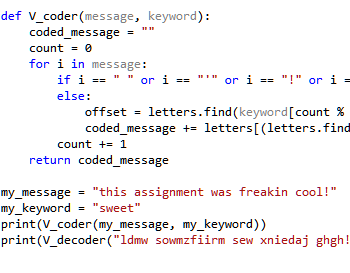 def V_coder(message, keyword):
coded_message = ""
count = 0
for i in message:
if i == " " or i == "'" or i == "!" or i =
else:
offset = letters.find(keyword[count %
coded_message += letters[(letters.find
count += 1
return coded_message
my_message = "this assignment was freakin cool!"
my_keyword = "sweet"
print(V_coder(my_message, my_keyword))
print(V_decoder("ldmw sowmzfiirm sew xniedaj ghgh!